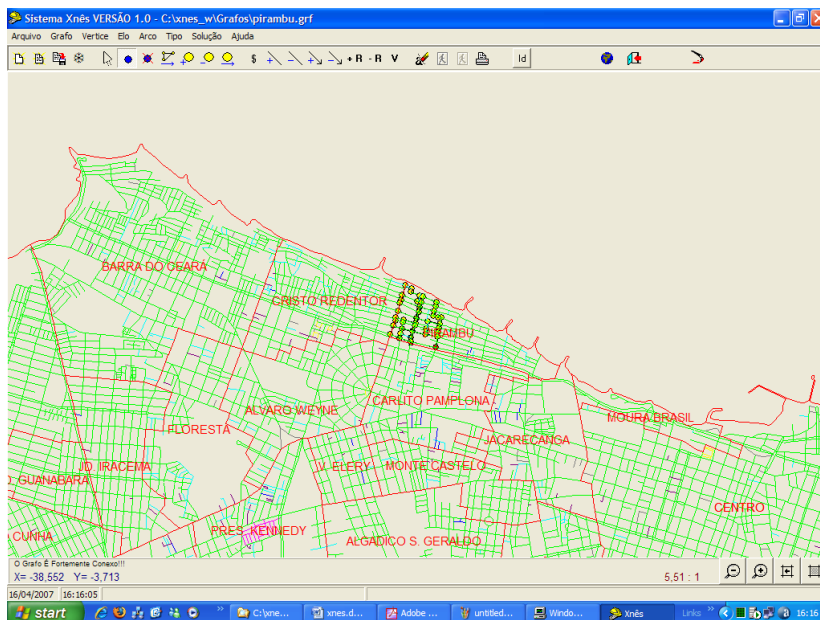 Sistema Xnês VERSÃO 1.0 - C:\xnes_w\Grafos\pirambu.grf
Arquivo Grafo Vertice Elo Arco Tipo Solução Ajuda
$ + R - R V Id
BARRA DO CEARÁ
CRISTO REDENTOR
PIRAMBU
CARLITO PAMPLONA
ALVARO WEYNE
MOURA BRASIL
FLORESTA
JACARECANGA
JD. IRACEMA
V. ELERY
MONTE CASTELO
GUANABARA
CENTRO
PRES. KENNEDY
CUNHA
ALGADIÇO S. GERALDO
O Grafo É Fortemente Conexo!!!
X= -38,552 Y= -3,713
5,51 : 1
16/04/2007 16:16:05
start
C:\xne...
xnes.d...
Adobe ...
untitled...
Windo...
Xnês
Links
16:16